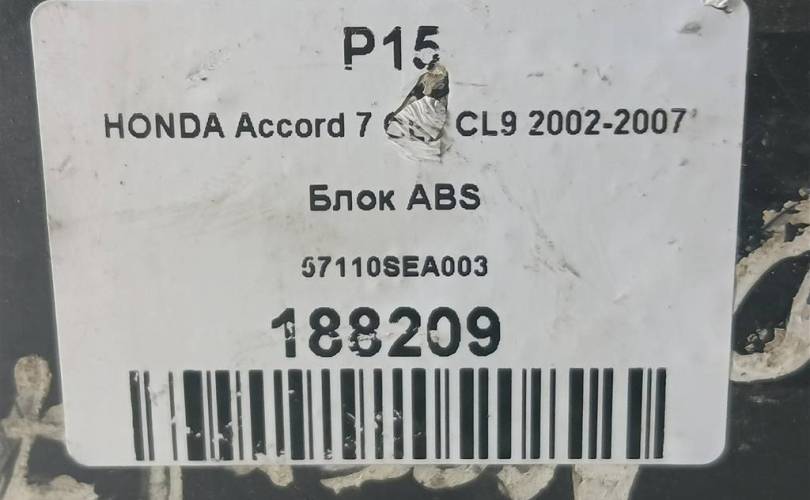 P15
HONDA Accord 7 CL9 2002-2007
Блок ABS
57110SEA003
188209